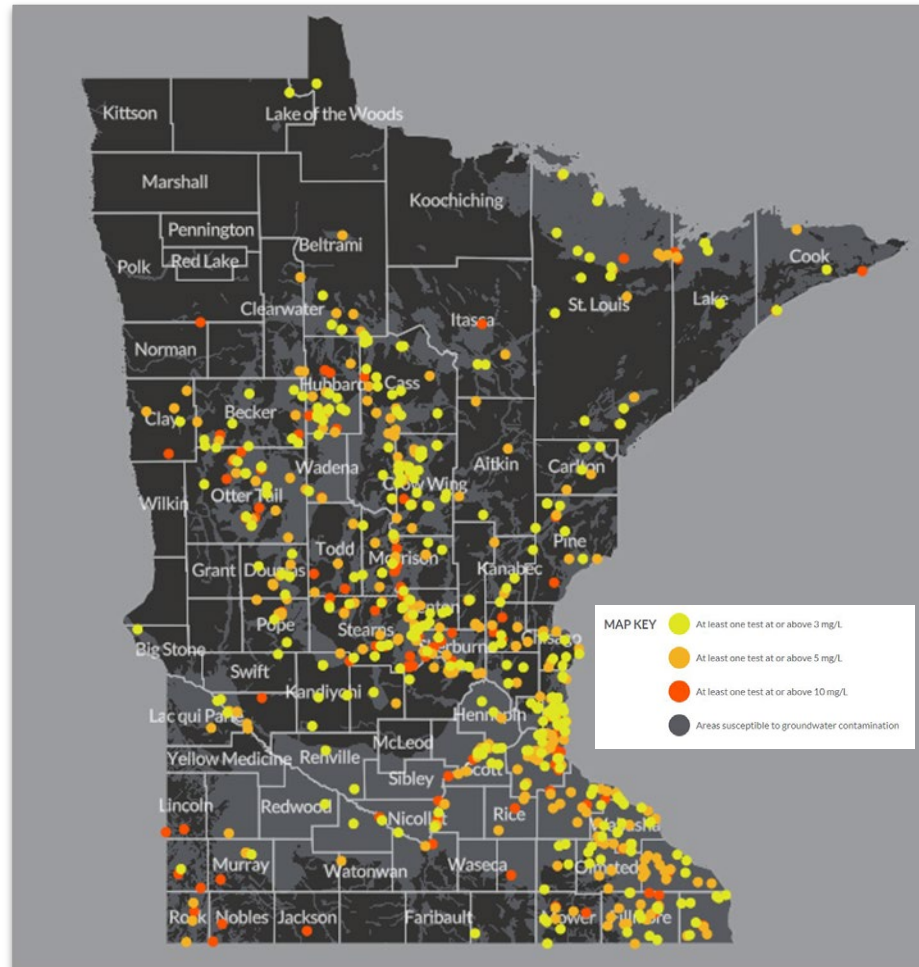 Kittson
Lake of the Woods
Marshall
Koochiching
Pennington
Beltrami
Red Lake
Polk
Cook
Clearwater
St. Louis
Lake
Itasca
Norman
Hubbard
Cass
Becker
Clay
Aitkin
Wadena
Carlton
Crow Wing
Otter Tail
Wilkin
Pine
Todd
Morrison
Grant
Douglas
Kanabec
Benton
Pope
Stearns
Chisago
Big Stone
Sherburne
Swift
Kandiyohi
Hennepin
Lac qui Parle
McLeod
Yellow Medicine
Renville
Scott
Sibley
Lincoln
Redwood
Nicollet
Rice
Wabasha
Murray
Watonwan
Waseca
Olmsted
Rock
Nobles
Jackson
Faribault
Mower
Fillmore
MAP KEY
At least one test at or above 3 mg/L
At least one test at or above 5 mg/L
At least one test at or above 10 mg/L
Areas susceptible to groundwater contamination